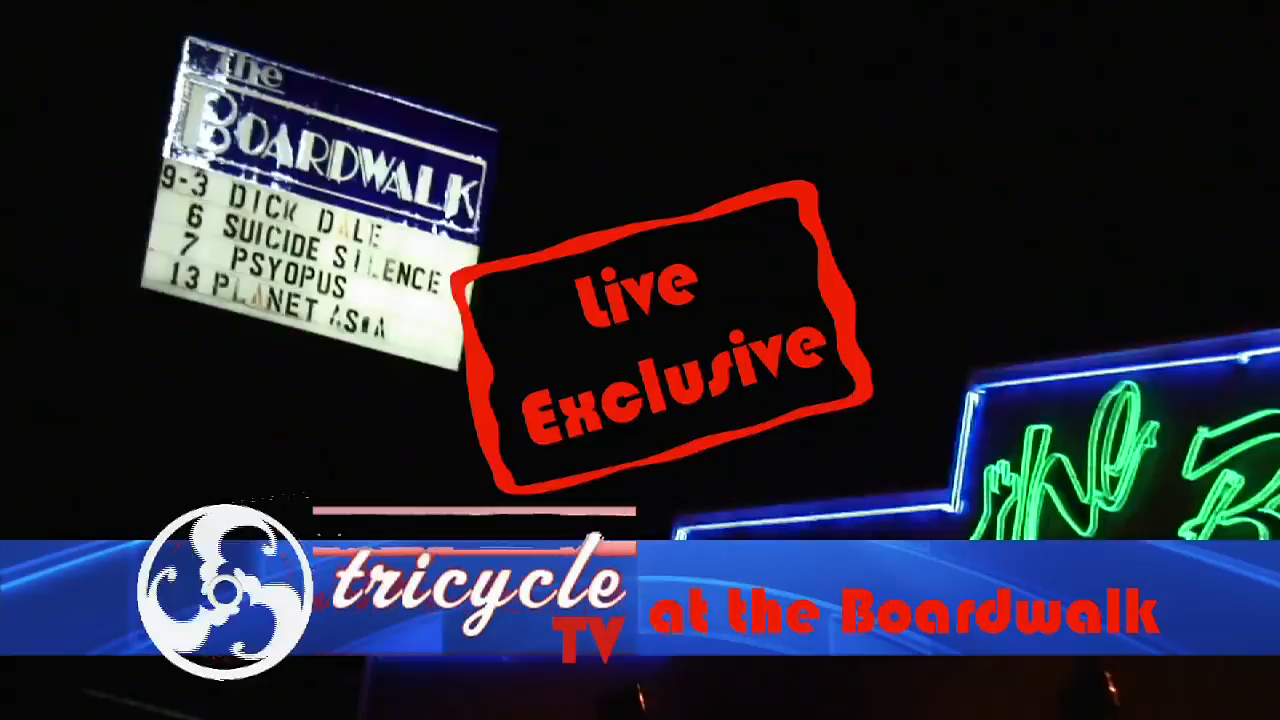 the
BOARDWALK
9-3 DICK DALE
6 SUICIDE SILENCE
7 PSYOPUS
13 PLANET ASIA
Live
Exclusive
tricycle
TV
at the Boardwalk